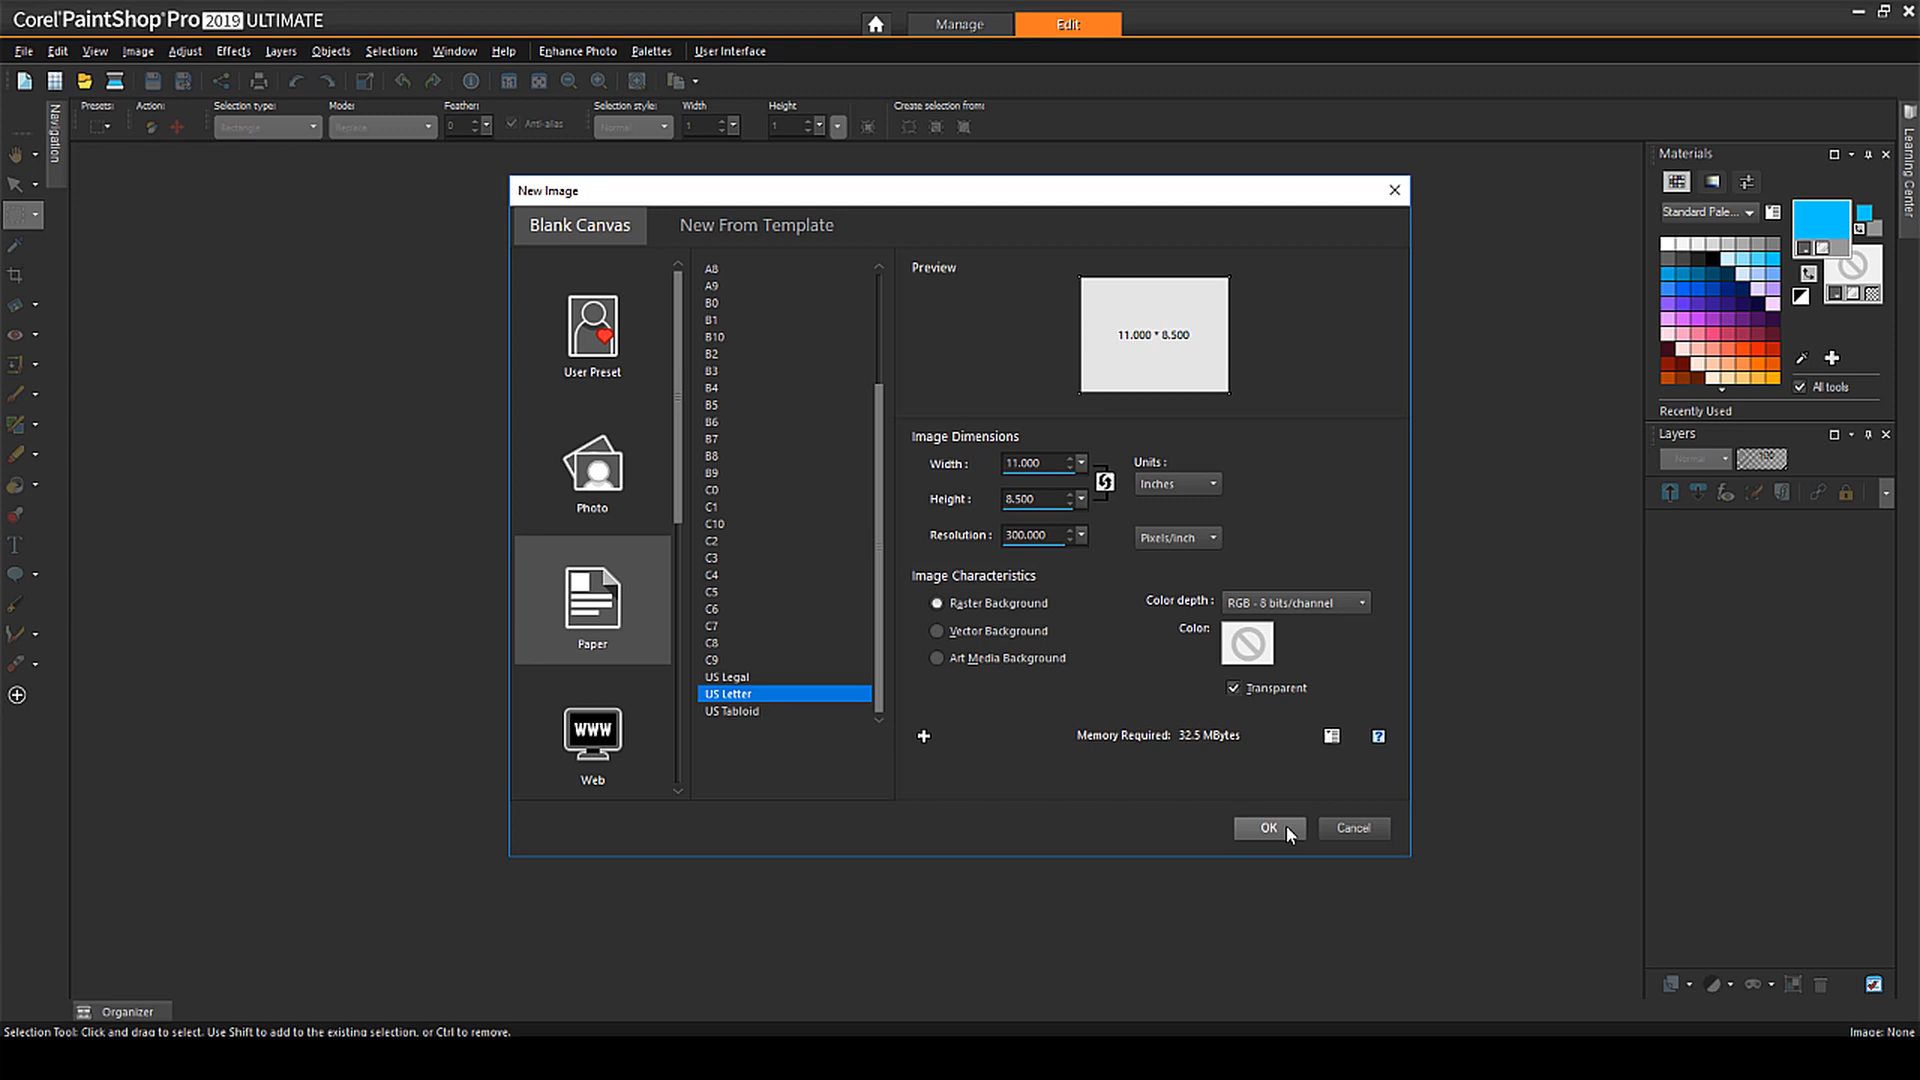 Corel PaintShop Pro 2019 ULTIMATE
Manage
Edit
File Edit View Image Adjust Effects Layers Objects Selections Window Help Enhance Photo Palettes User Interface
Presets: Action: Selection type: Mode: Feather: Selection style: Width Height Create selection from:
Rectangle Replace 0 Anti-alias Normal 1 1
Navigation
Learning Center
New Image
Blank Canvas
New From Template
User Preset
Photo
Paper
WWW
Web
A8
A9
B0
B1
B10
B2
B3
B4
B5
B6
B7
B8
B9
C0
C1
C10
C2
C3
C4
C5
C6
C7
C8
C9
US Legal
US Letter
US Tabloid
Preview
11.000 * 8.500
Image Dimensions
Width : 11.000
Units :
Inches
Height : 8.500
Resolution : 300.000 Pixels/inch
Image Characteristics
Raster Background
Vector Background
Art Media Background
Color depth : RGB - 8 bits/channel
Color:
Transparent
Memory Required: 32.5 MBytes
OK
Cancel
Materials
Standard Pale...
All tools
Recently Used
Layers
Normal
Organizer
Selection Tool: Click and drag to select. Use Shift to add to the existing selection, or Ctrl to remove.
Image: None